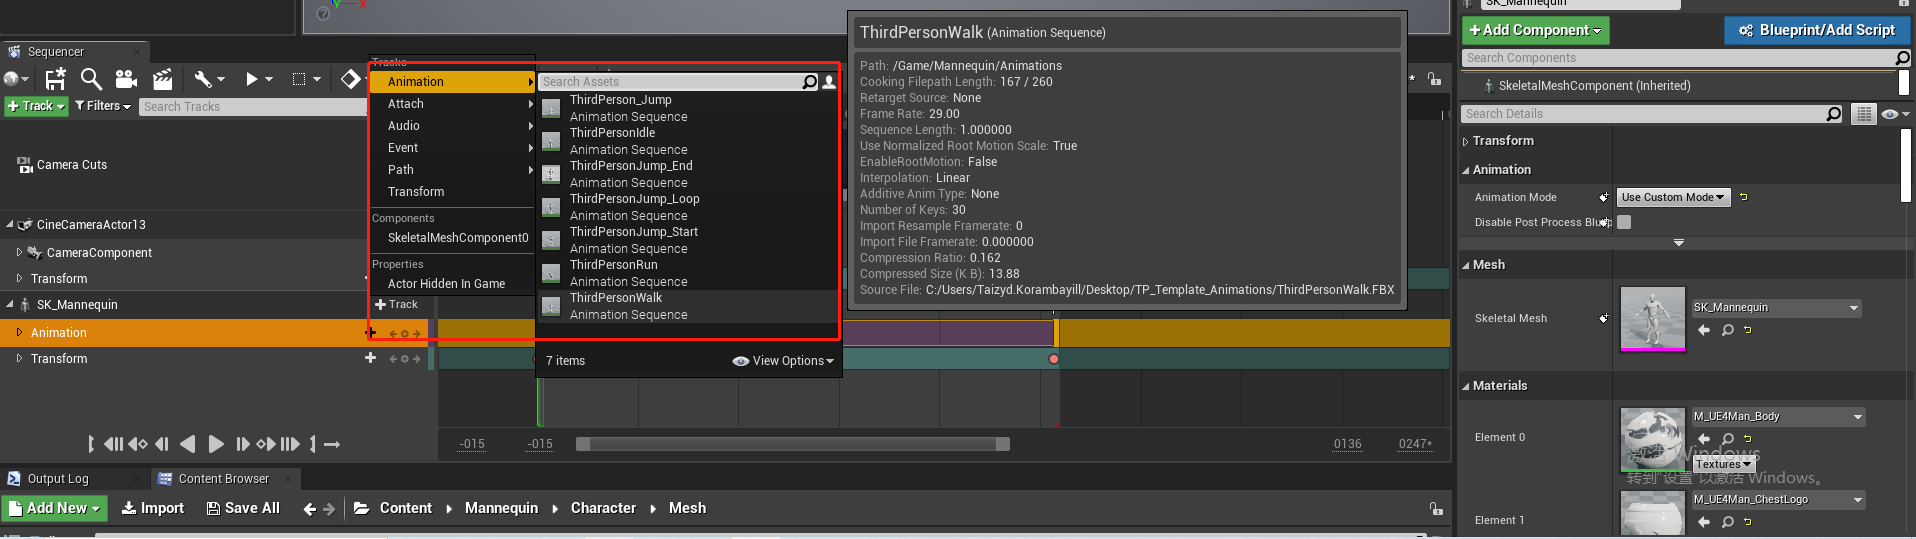 SK_Mannequin
Add Component
Blueprint/Add Script
Search Components
SkeletalMeshComponent (Inherited)
Search Details
Transform
Animation
Animation Mode
Use Custom Mode
Disable Post Process Bluep
Mesh
Skeletal Mesh
SK_Mannequin
Materials
Element 0
M_UE4Man_Body
Textures
激活 Windows
转到"设置"以激活 Windows。
Element 1
M_UE4Man_ChestLogo
Y
X
Sequencer
Track
Filters
Search Tracks
Camera Cuts
CineCameraActor13
CameraComponent
Transform
SK_Mannequin
Track
Animation
Transform
Tracks
Animation
Attach
Audio
Event
Path
Transform
Components
SkeletalMeshComponent0
Properties
Actor Hidden In Game
Search Assets
ThirdPerson_Jump
Animation Sequence
ThirdPersonIdle
Animation Sequence
ThirdPersonJump_End
Animation Sequence
ThirdPersonJump_Loop
Animation Sequence
ThirdPersonJump_Start
Animation Sequence
ThirdPersonRun
Animation Sequence
ThirdPersonWalk
Animation Sequence
7 items
View Options
ThirdPersonWalk (Animation Sequence)
Path: /Game/Mannequin/Animations
Cooking Filepath Length: 167 / 260
Retarget Source: None
Frame Rate: 29.00
Sequence Length: 1.000000
Use Normalized Root Motion Scale: True
EnableRootMotion: False
Interpolation: Linear
Additive Anim Type: None
Number of Keys: 30
Import Resample Framerate: 0
Import File Framerate: 0.000000
Compression Ratio: 0.162
Compressed Size (K B): 13.88
Source File: C:/Users/Taizyd.Korambayill/Desktop/TP_Template_Animations/ThirdPersonWalk.FBX
-015
-015
0136
0247*
Output Log
Content Browser
Add New
Import
Save All
Content
Mannequin
Character
Mesh